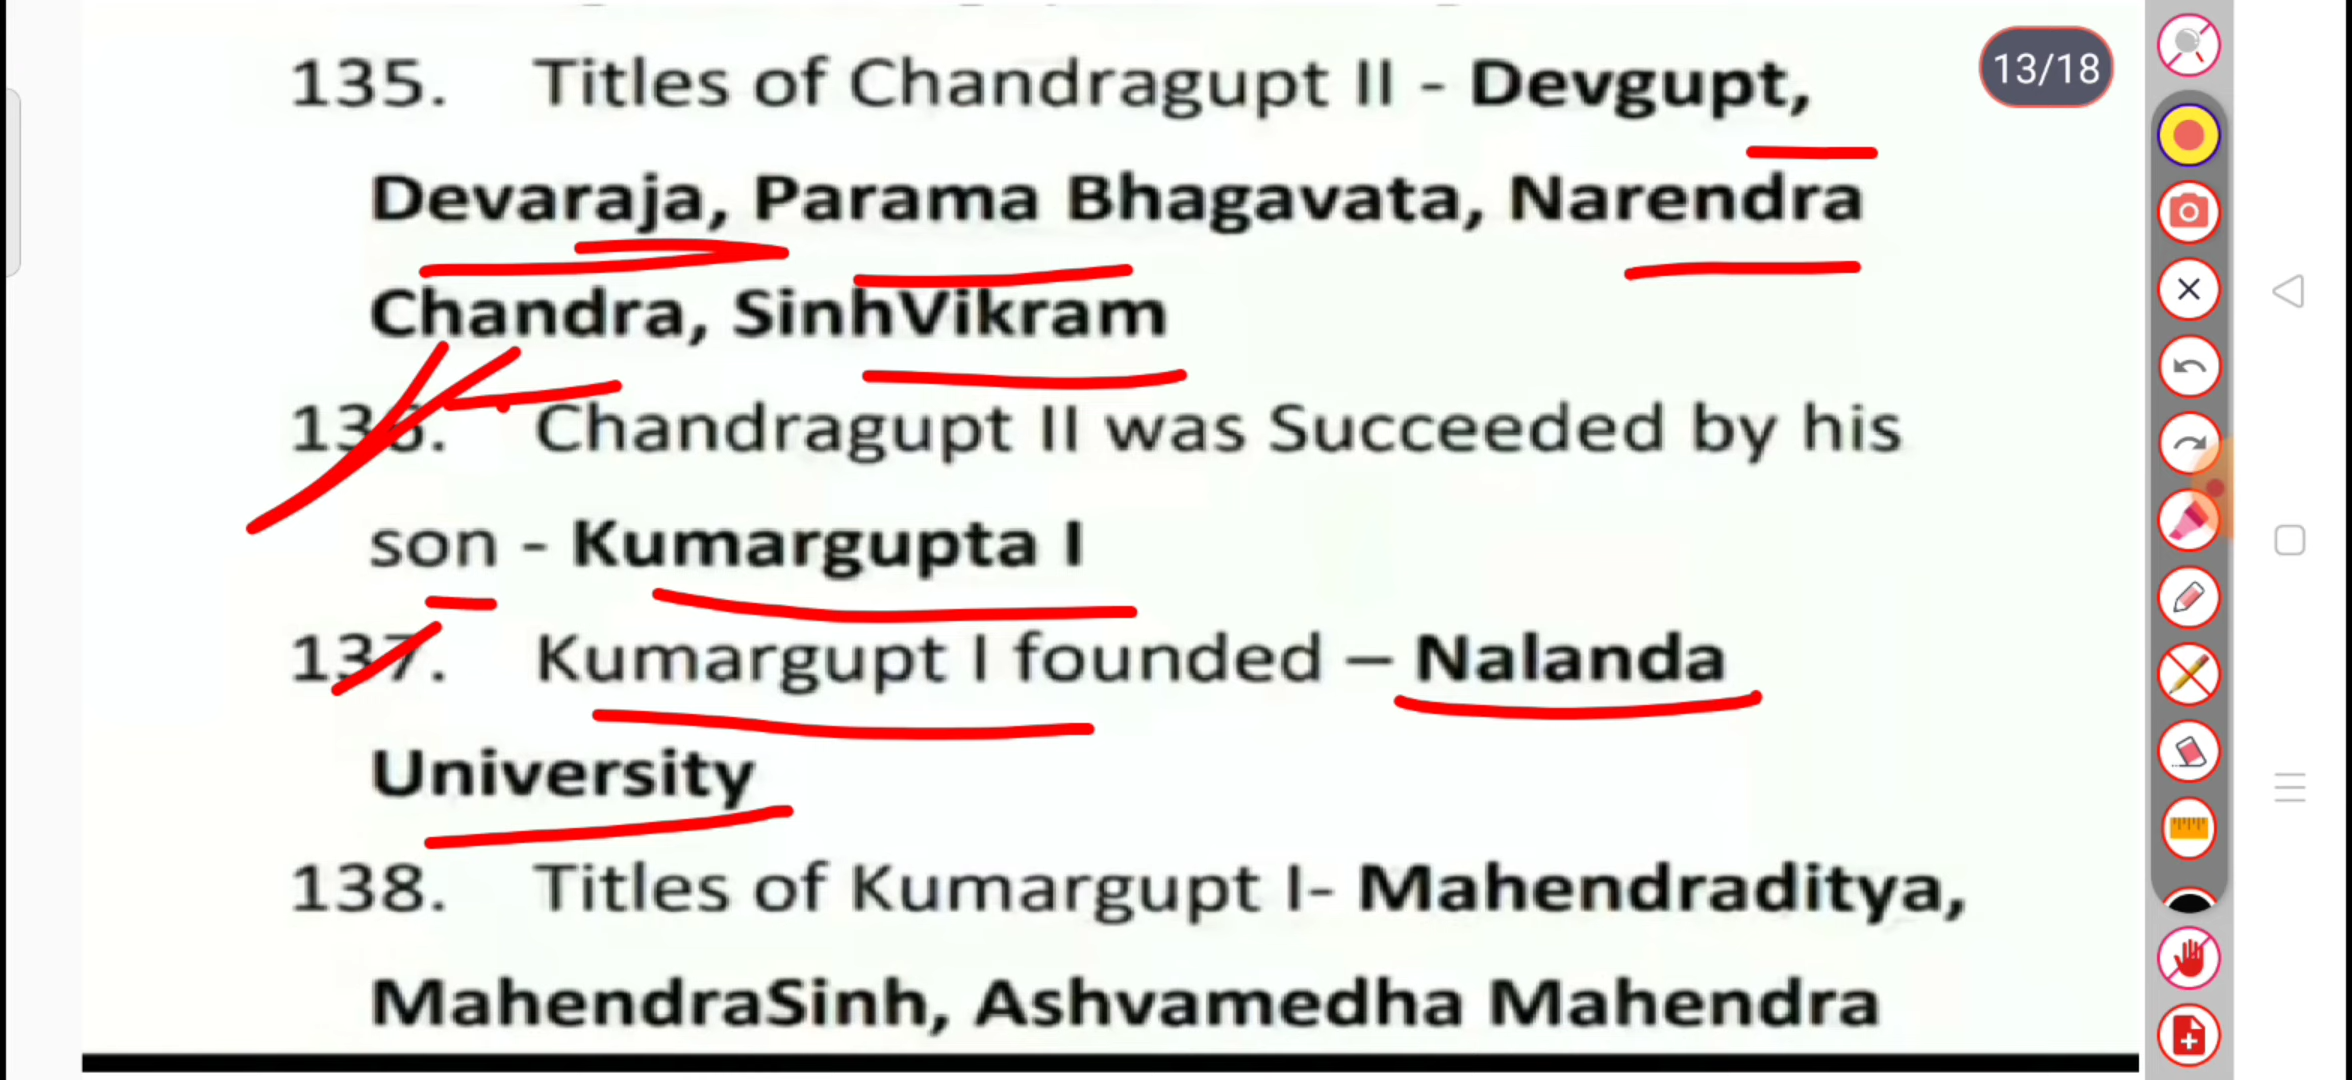 135. Titles of Chandragupt II - Devgupt,
13/18
Devaraja, Parama Bhagavata, Narendra
Chandra, SinhVikram
136. Chandragupt II was Succeeded by his
son - Kumargupta I
137. Kumargupt I founded – Nalanda
University
138. Titles of Kumargupt I- Mahendraditya,
MahendraSinh, Ashvamedha Mahendra